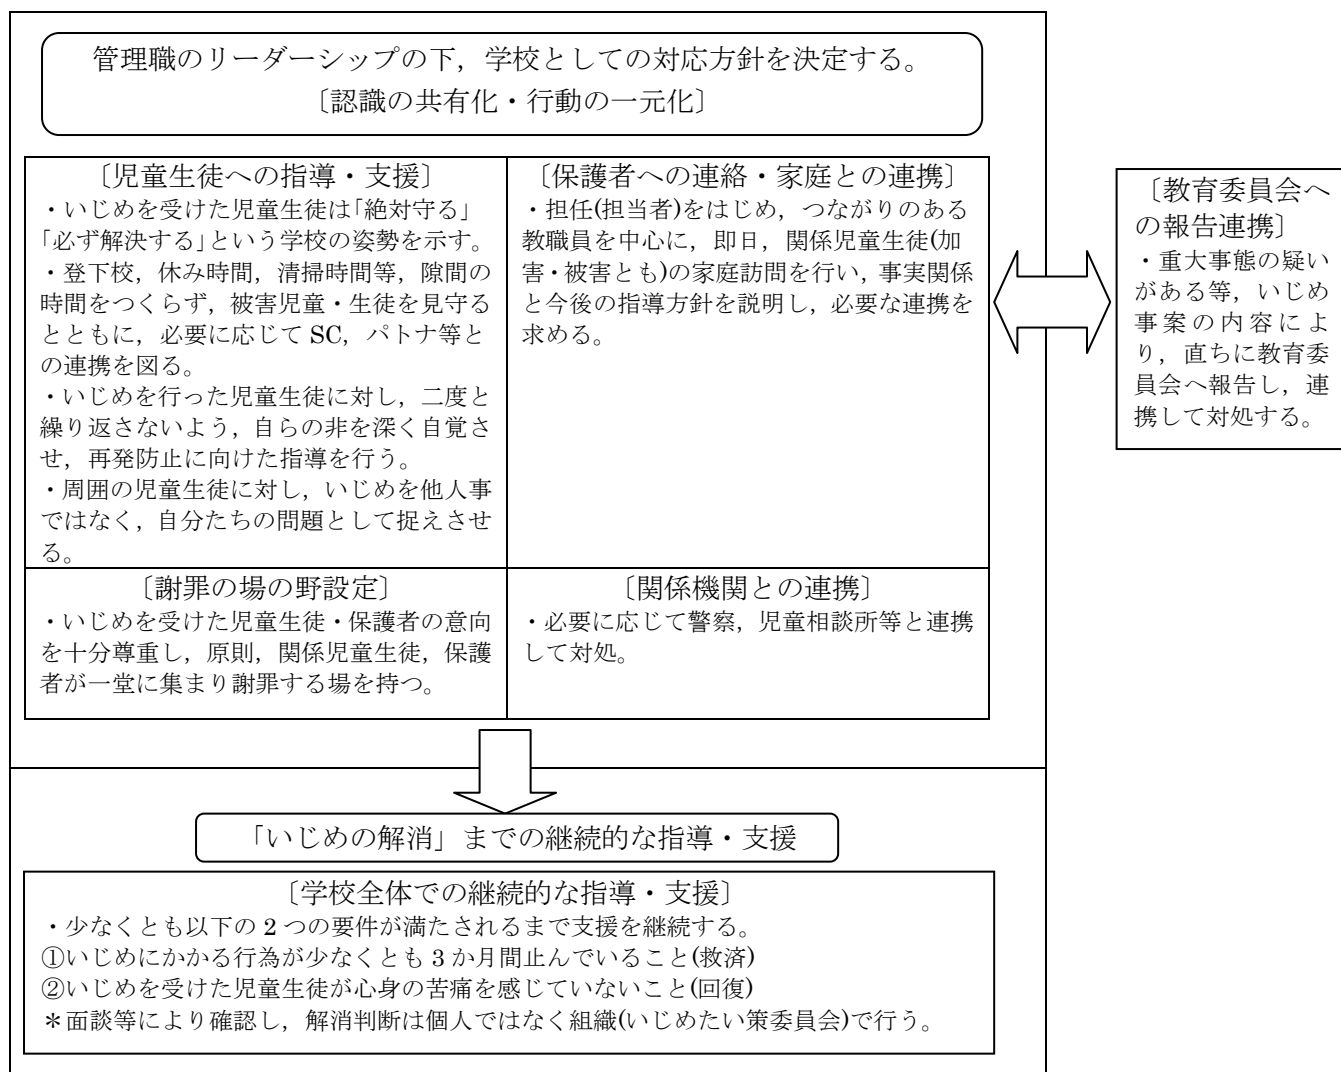 管理職のリーダーシップの下，学校としての対応方針を決定する。
〔認識の共有化・行動の一元化〕
〔児童生徒への指導・支援〕
・いじめを受けた児童生徒は「絶対守る」
「必ず解決する」という学校の姿勢を示す。
・登下校，休み時間，清掃時間等，隙間の
時間をつくらず，被害児童・生徒を見守る
とともに，必要に応じて SC，パトナ等と
の連携を図る。
・いじめを行った児童生徒に対し，二度と
繰り返さないよう，自らの非を深く自覚さ
せ，再発防止に向けた指導を行う。
・周囲の児童生徒に対し，いじめを他人事
ではなく，自分たちの問題として捉えさせ
る。
〔保護者への連絡・家庭との連携〕
・担任(担当者)をはじめ，つながりのある
教職員を中心に，即日，関係児童生徒(加
害・被害とも)の家庭訪問を行い，事実関係
と今後の指導方針を説明し，必要な連携を
求める。
〔教育委員会へ
の報告連携〕
・重大事態の疑い
がある等，いじめ
事案の内容によ
り，直ちに教育委
員会へ報告し，連
携して対処する。
〔謝罪の場の野設定〕
・いじめを受けた児童生徒・保護者の意向
を十分尊重し，原則，関係児童生徒，保護
者が一堂に集まり謝罪する場を持つ。
〔関係機関との連携〕
・必要に応じて警察，児童相談所等と連携
して対処。
「いじめの解消」までの継続的な指導・支援
〔学校全体での継続的な指導・支援〕
・少なくとも以下の 2 つの要件が満たされるまで支援を継続する。
①いじめにかかる行為が少なくとも 3 か月間止んでいること(救済)
②いじめを受けた児童生徒が心身の苦痛を感じていないこと(回復)
＊面談等により確認し，解消判断は個人ではなく組織(いじめたい策委員会)で行う。